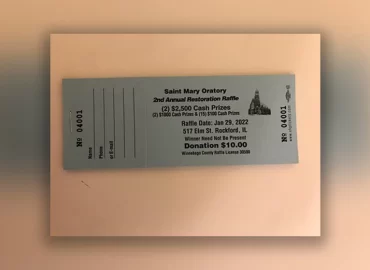 No 04001
Name
Phone
or E-mail
Saint Mary Oratory
2nd Annual Restoration Raffle
(2) $2,500 Cash Prizes
(2) $1000 Cash Prizes & (15) $100 Cash Prizes
Raffle Date: Jan 29, 2022
517 Elm St. Rockford, IL
Winner Need Not Be Present
Donation $10.00
Winnebago County Raffle License
No 04001